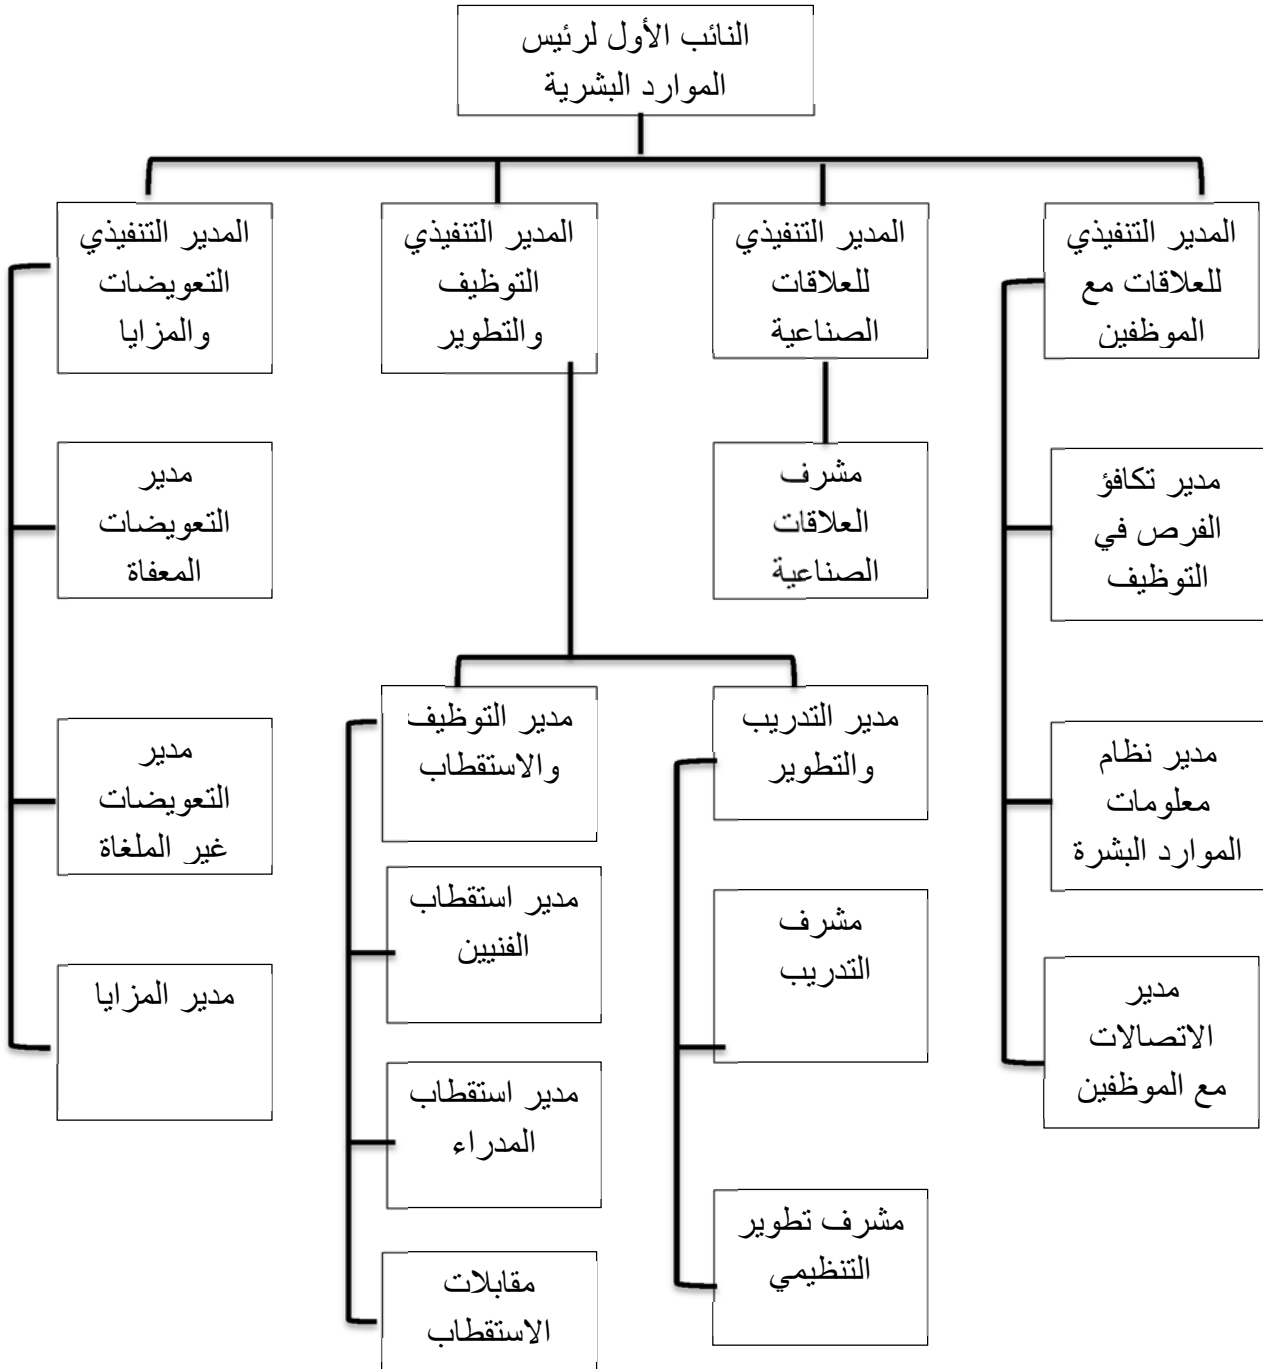 النائب الأول لرئيس
الموارد البشرية
المدير التنفيذي
للعلاقات مع
الموظفين
المدير التنفيذي
للعلاقات
الصناعية
المدير التنفيذي
التوظيف
والتطوير
المدير التنفيذي
التعويضات
والمزايا
مدير تكافؤ
الفرص في
التوظيف
مشرف
العلاقات
الصناعية
مدير
التعويضات
المعفاة
مدير نظام
معلومات
الموارد البشرة
مدير التدريب
والتطوير
مدير التوظيف
والاستقطاب
مدير
التعويضات
غير الملغاة
مشرف
التدريب
مدير استقطاب
الفنيين
مدير
الاتصالات
مع الموظفين
مدير المزايا
مدير استقطاب
المدراء
مشرف تطوير
التنظيمي
مقابلات
الاستقطاب